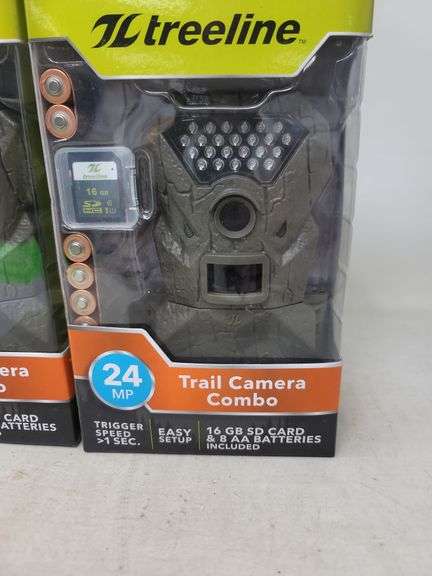 treeline
treeline
16 GB
24
MP
Trail Camera
Combo
TRIGGER
SPEED
>1 SEC.
EASY
SETUP
16 GB SD CARD
& 8 AA BATTERIES
INCLUDED
era
o
CARD
ATTERIES